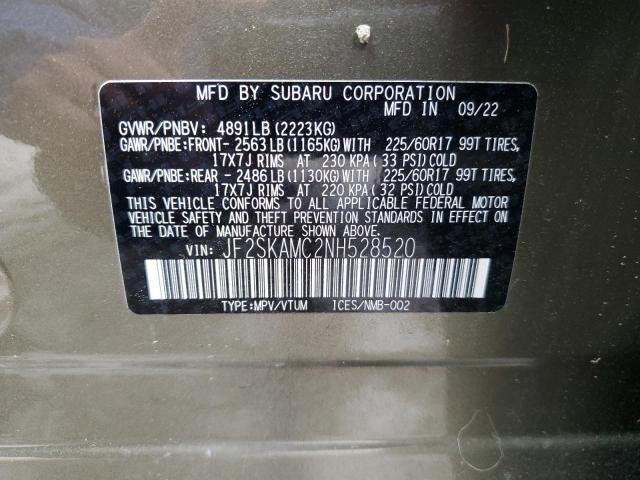 MFD BY SUBARU CORPORATION
MFD IN 09/22
GVWR/PNBV: 4891LB (2223KG)
GAWR/PNBE:FRONT- 2563LB (1165KG) WITH 225/60R17 99T TIRES,
17X7J RIMS AT 230 KPA (33 PSI) COLD
GAWR/PNBE:REAR - 2486LB (1130KG) WITH 225/60R17 99T TIRES,
17X7J RIMS AT 220 KPA (32 PSI) COLD
THIS VEHICLE CONFORMS TO ALL APPLICABLE FEDERAL MOTOR
VEHICLE SAFETY AND THEFT PREVENTION STANDARDS IN EFFECT ON
THE DATE OF MANUFACTURE SHOWN ABOVE.
VIN: JF2SKAMC2NH528520
TYPE:MPV/VTUM ICES/NMB-002